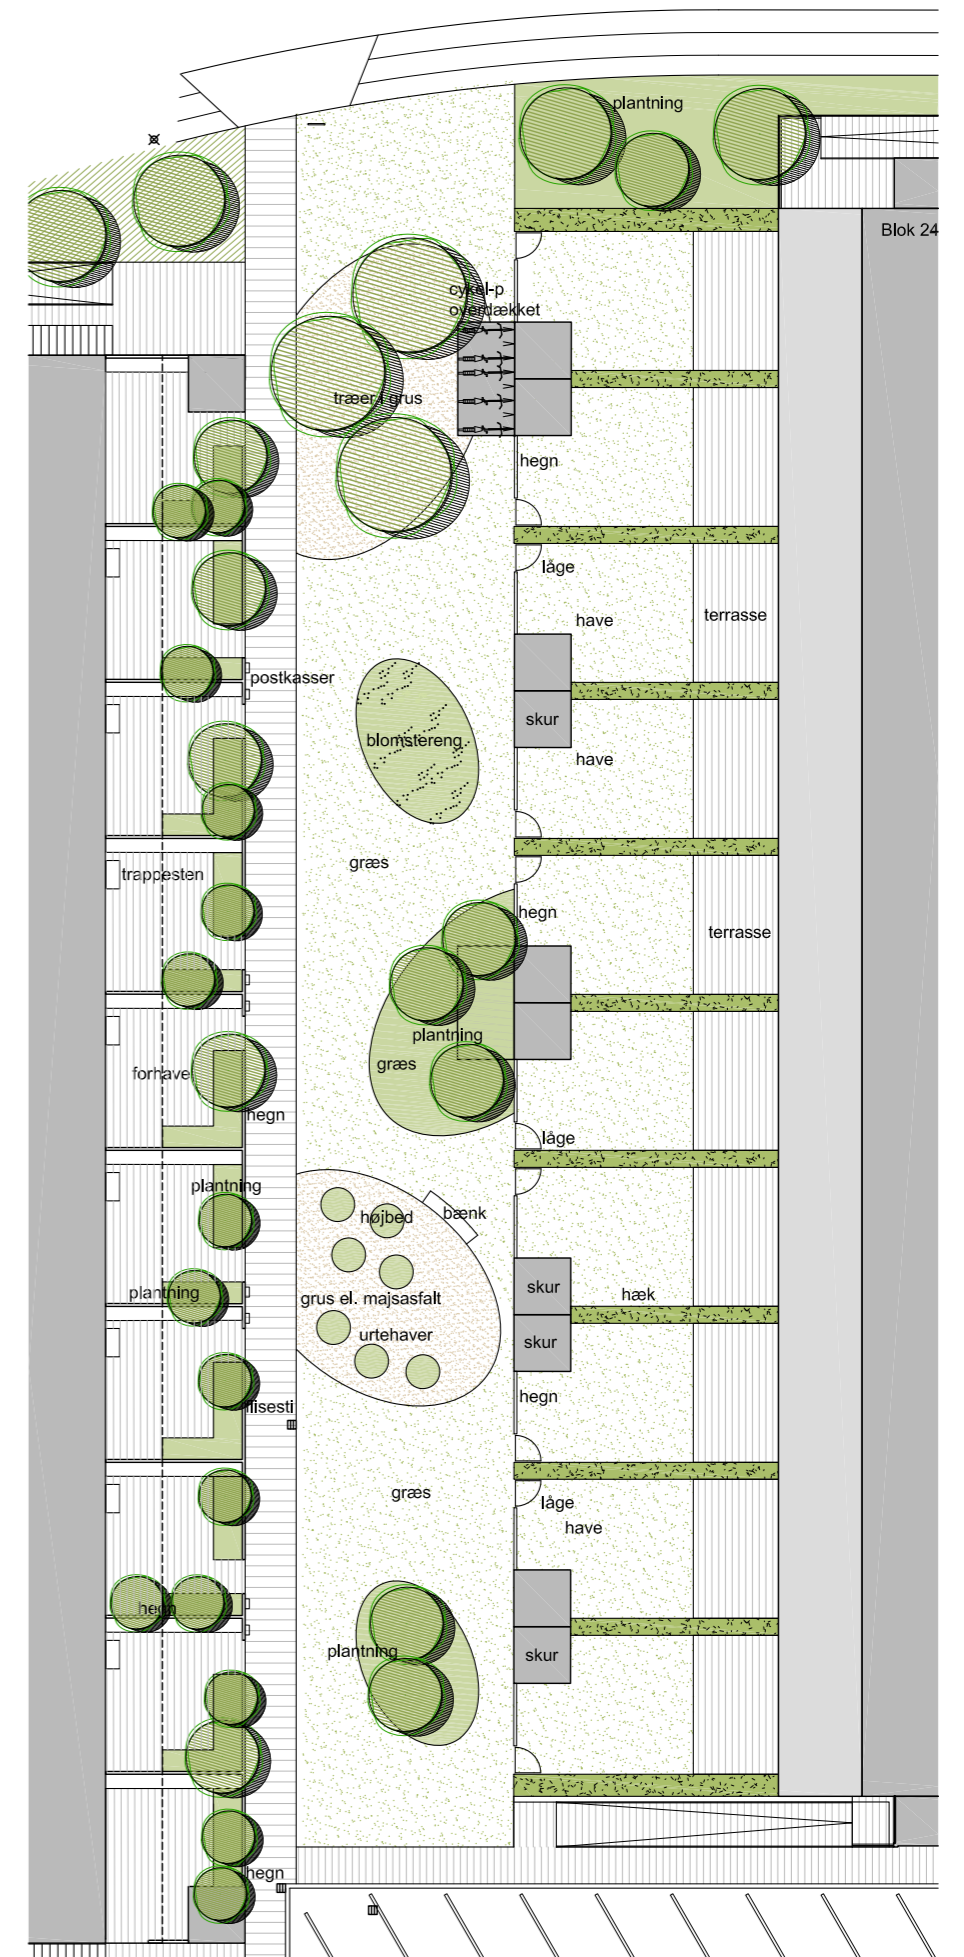 plantning
Blok 24
cykel-p
overdækket
træer i grus
hegn
låge
have
terrasse
postkasser
skur
blomstereng
have
græs
trappesten
hegn
terrasse
plantning
græs
forhave
hegn
låge
plantning
højbed
bænk
plantning
grus el. majsasfalt
skur
hæk
urtehaver
skur
flisesti
hegn
græs
låge
have
hegn
plantning
skur
hegn